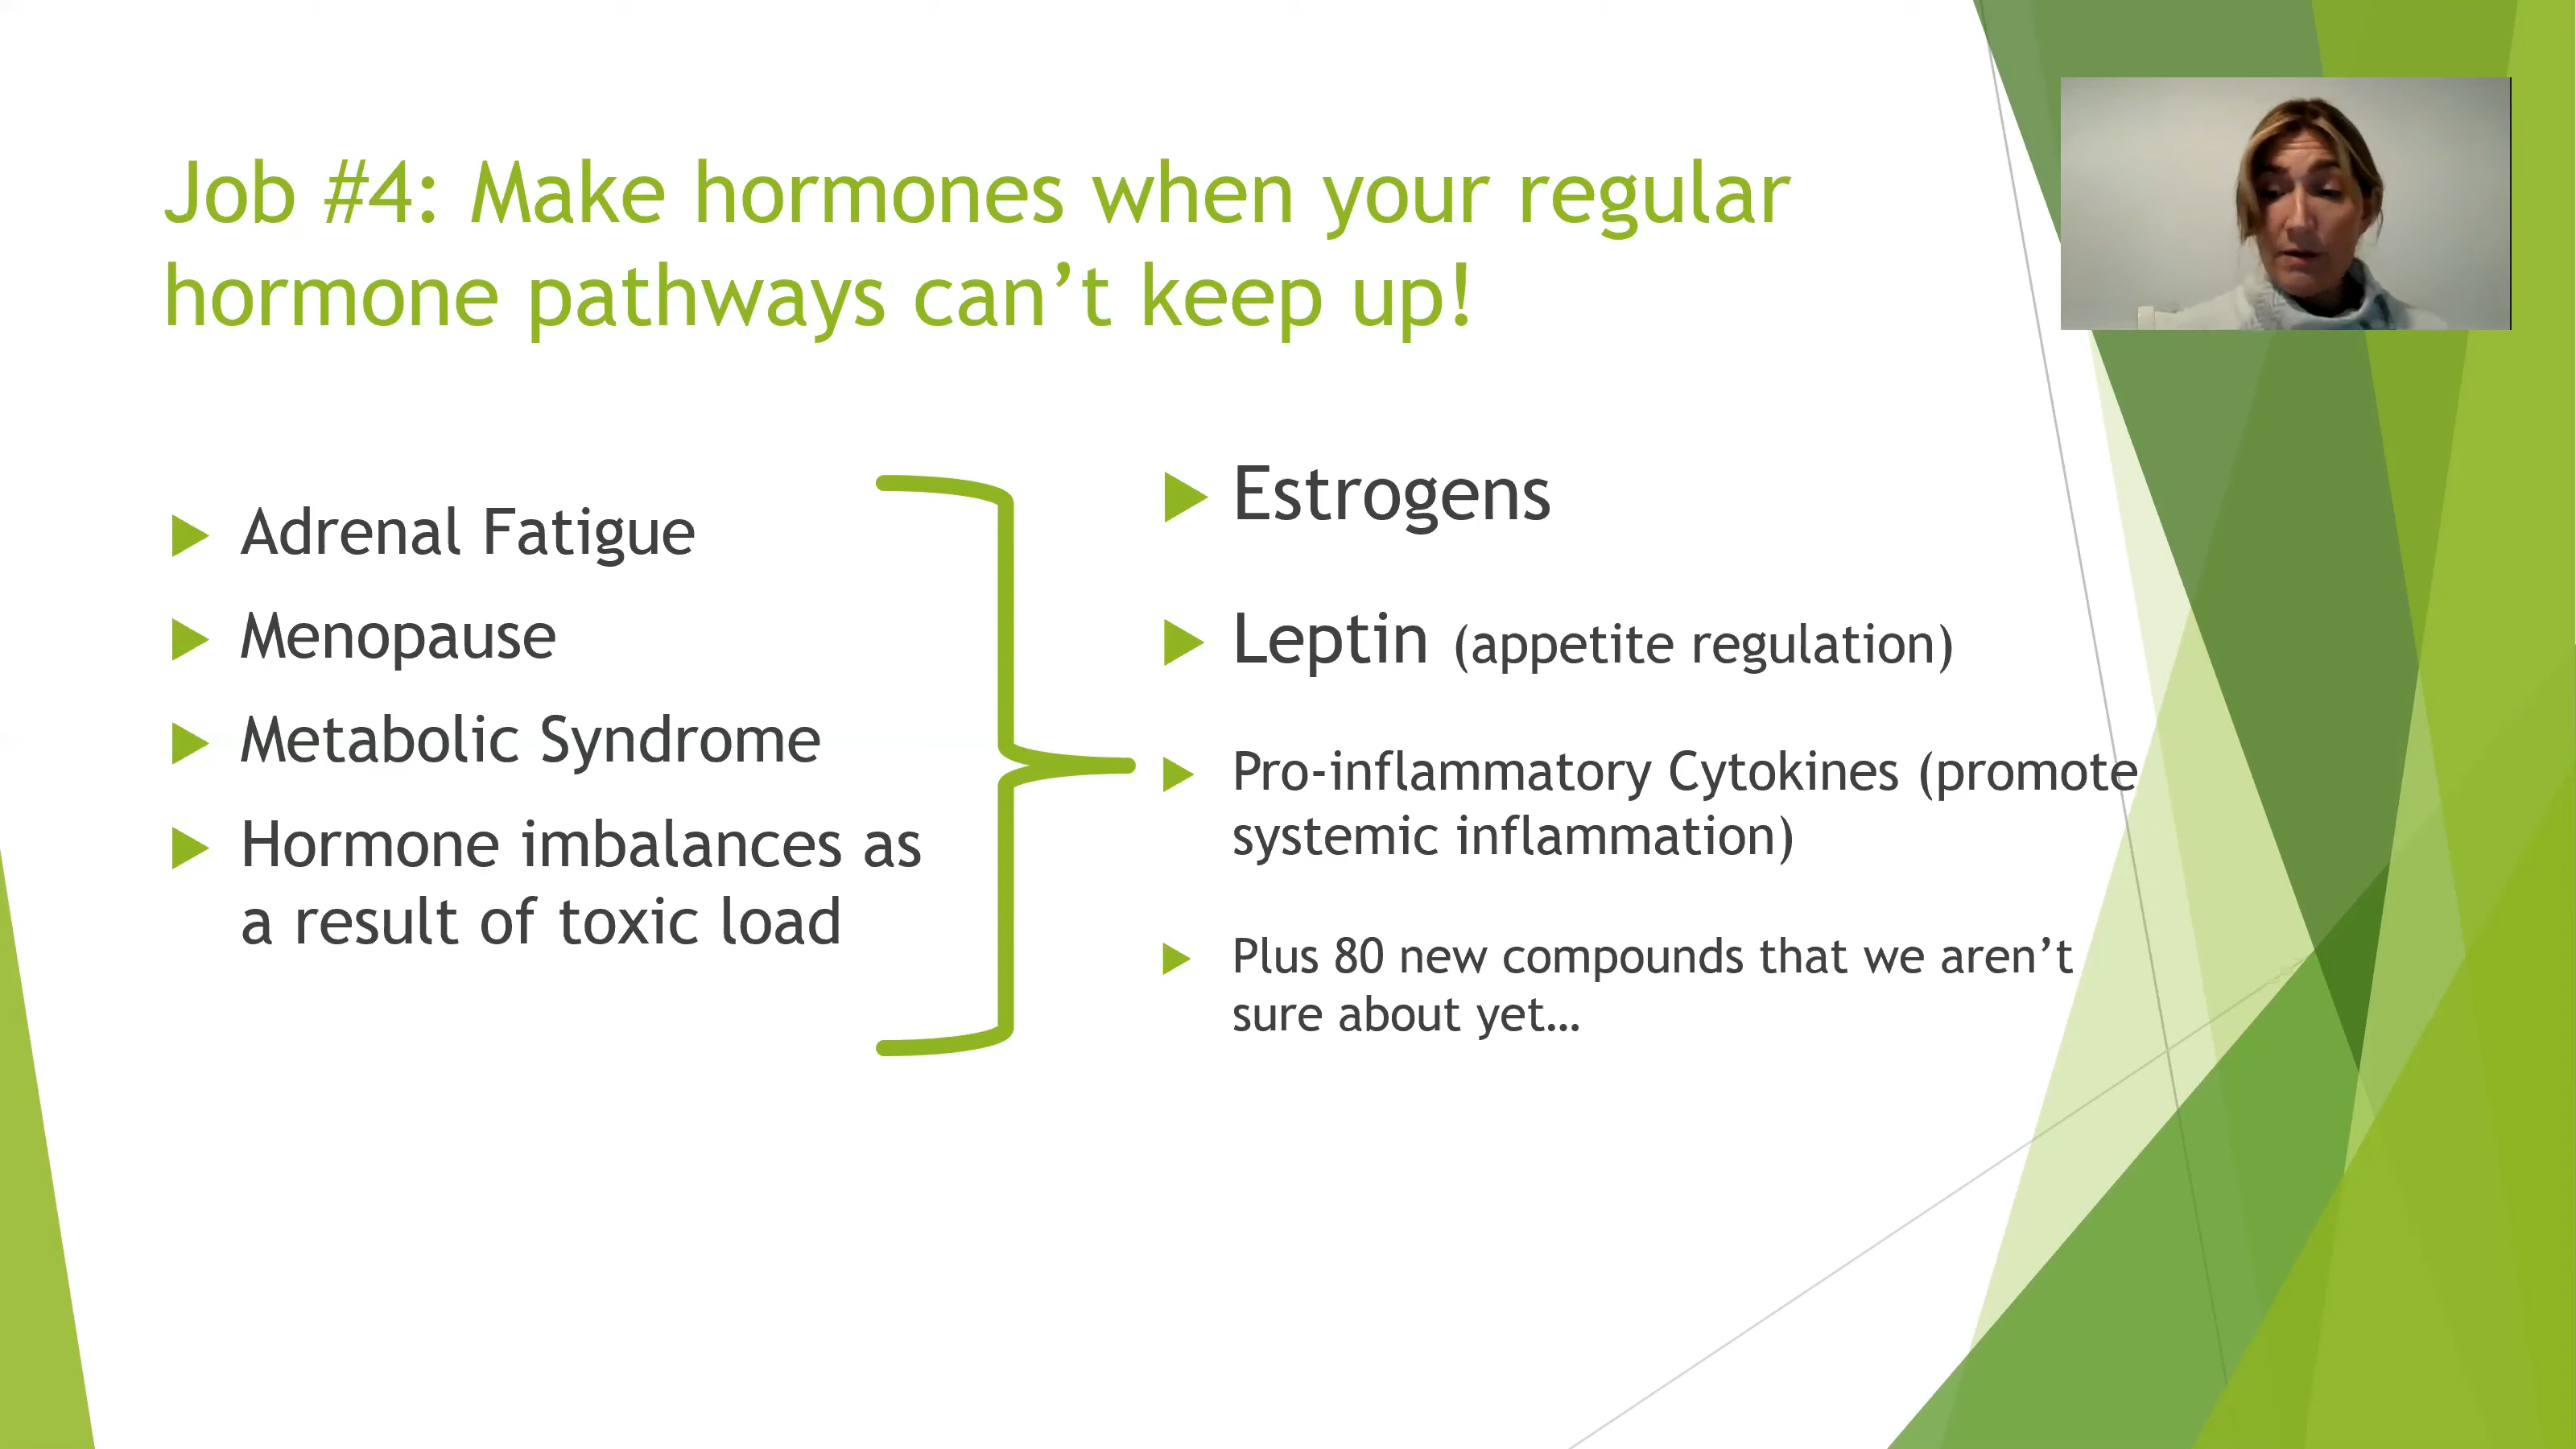 Job #4: Make hormones when your regular
hormone pathways can’t keep up!
Adrenal Fatigue
Menopause
Metabolic Syndrome
Hormone imbalances as
a result of toxic load
Estrogens
Leptin (appetite regulation)
Pro-inflammatory Cytokines (promote
systemic inflammation)
Plus 80 new compounds that we aren’t
sure about yet…